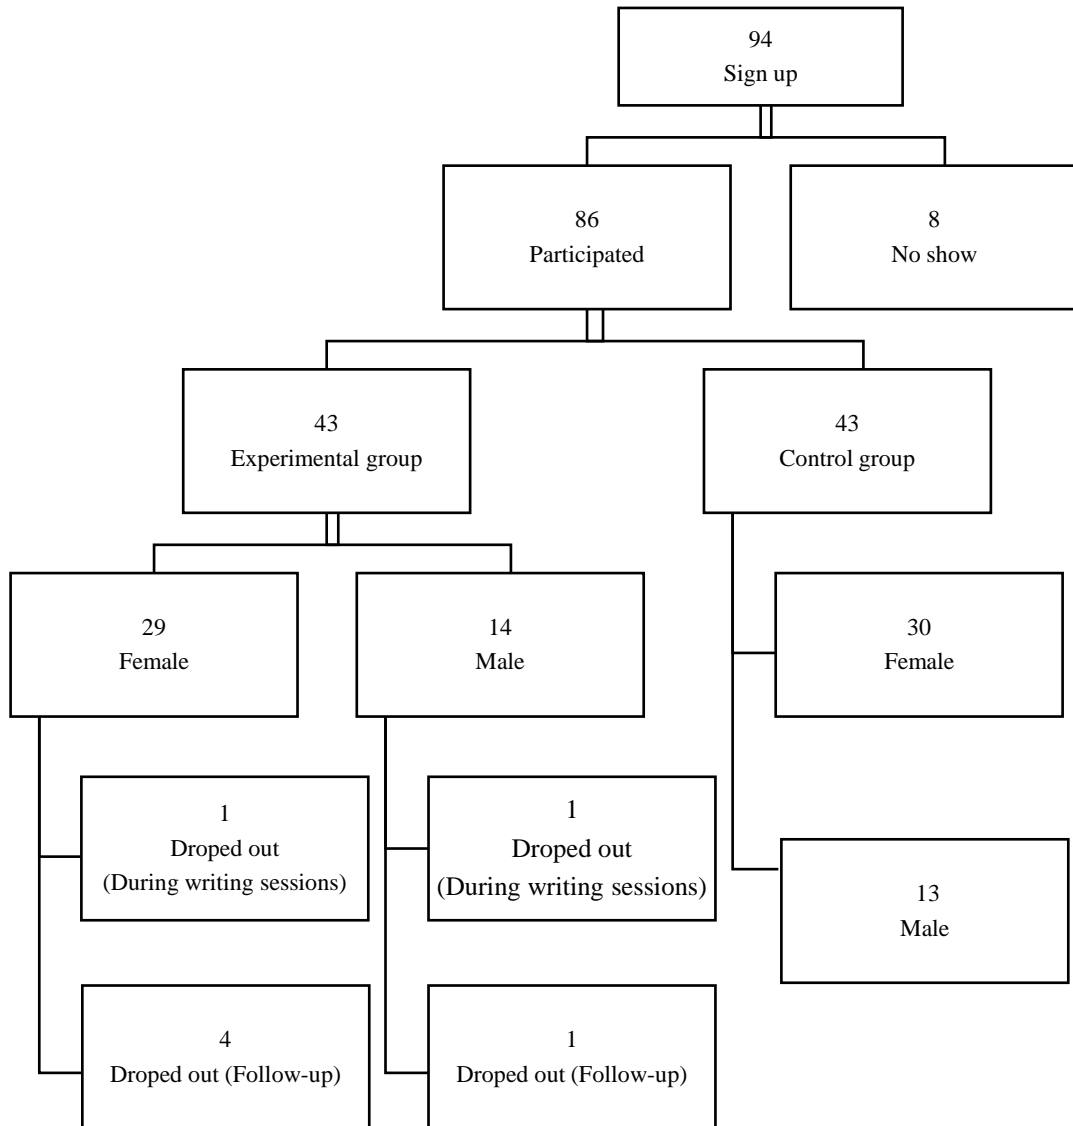 94
Sign up
86
Participated
8
No show
43
Experimental group
43
Control group
29
Female
14
Male
30
Female
1
Droped out
(During writing sessions)
1
Droped out
(During writing sessions)
13
Male
4
Droped out (Follow-up)
1
Droped out (Follow-up)